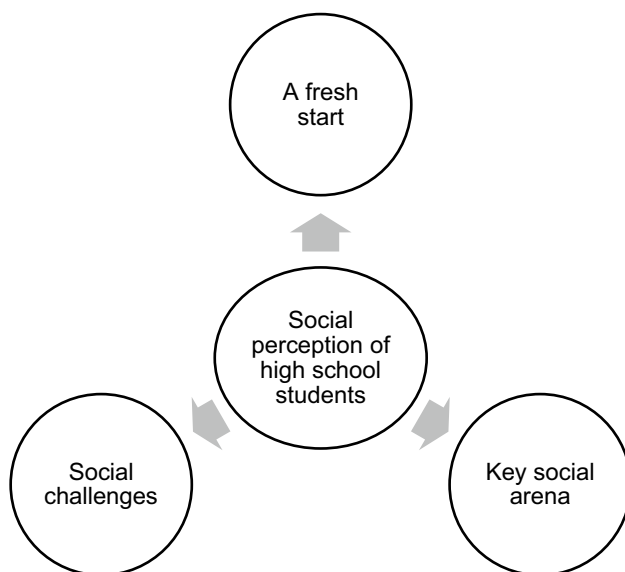 A fresh
start
Social
perception of
high school
students
Social
challenges
Key social
arena